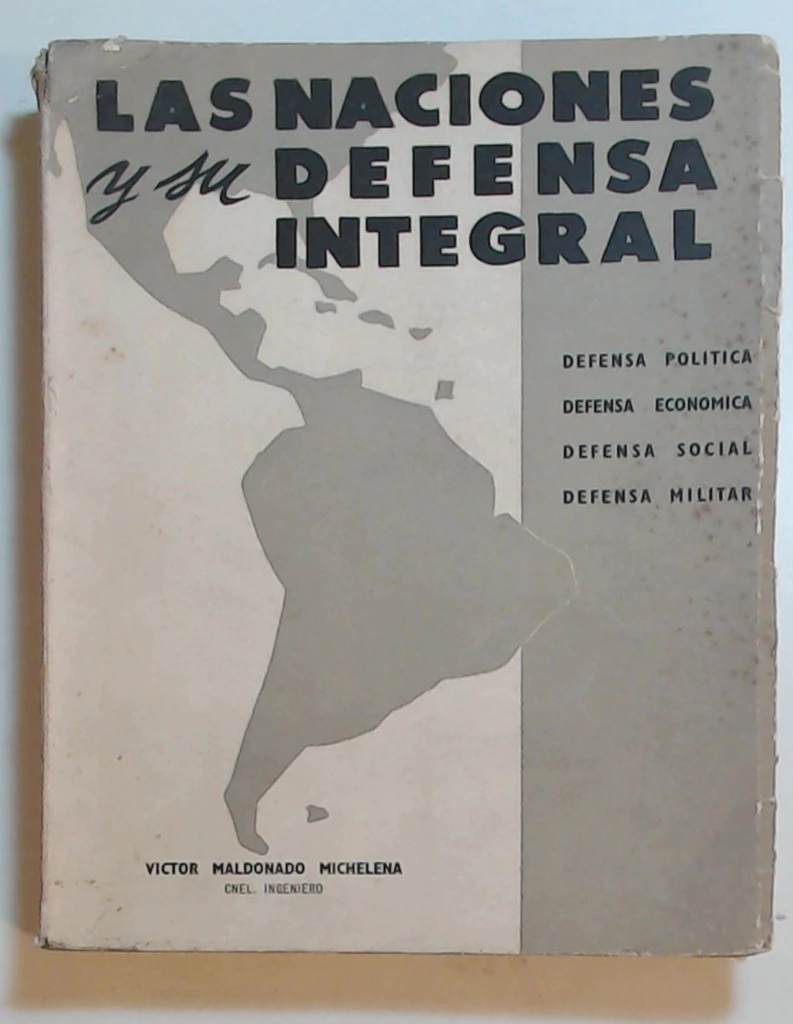 LAS NACIONES
y su DEFENSA
INTEGRAL
DEFENSA POLITICA
DEFENSA ECONOMICA
DEFENSA SOCIAL
DEFENSA MILITAR
VICTOR MALDONADO MICHELENA
CNEL. INGENIERO